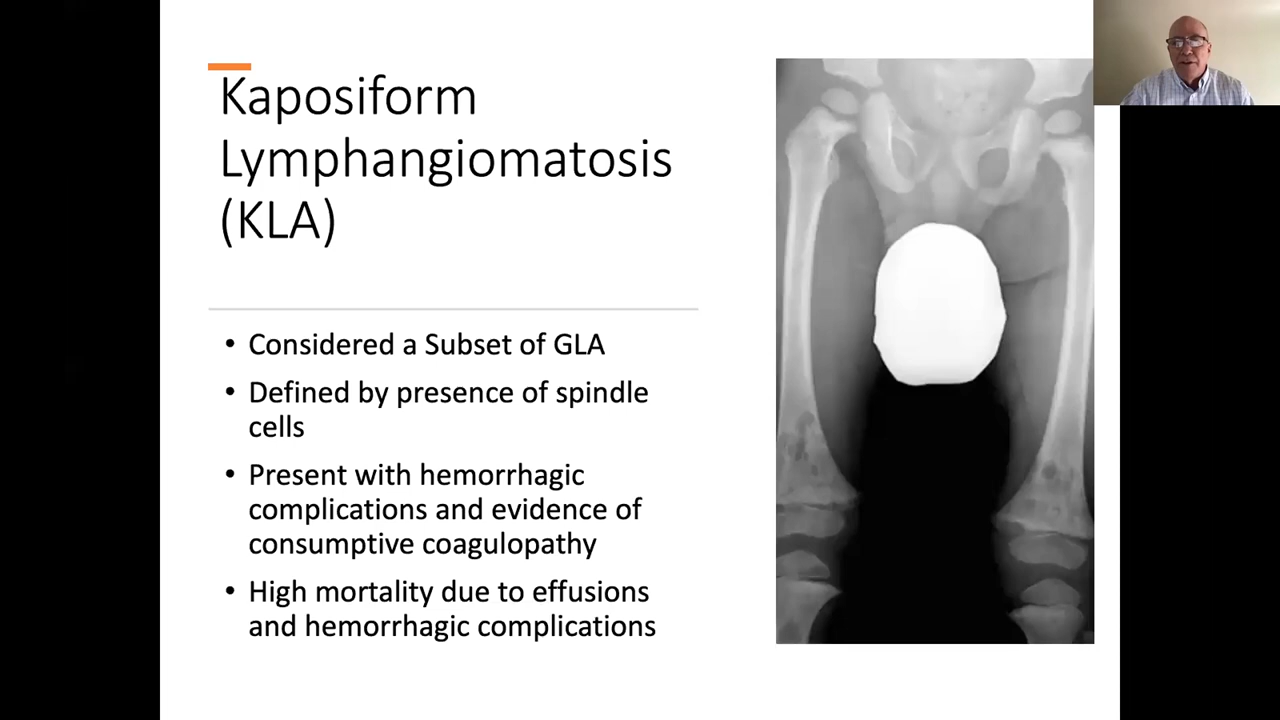 Kaposiform
Lymphangiomatosis
(KLA)
• Considered a Subset of GLA
• Defined by presence of spindle
cells
• Present with hemorrhagic
complications and evidence of
consumptive coagulopathy
• High mortality due to effusions
and hemorrhagic complications